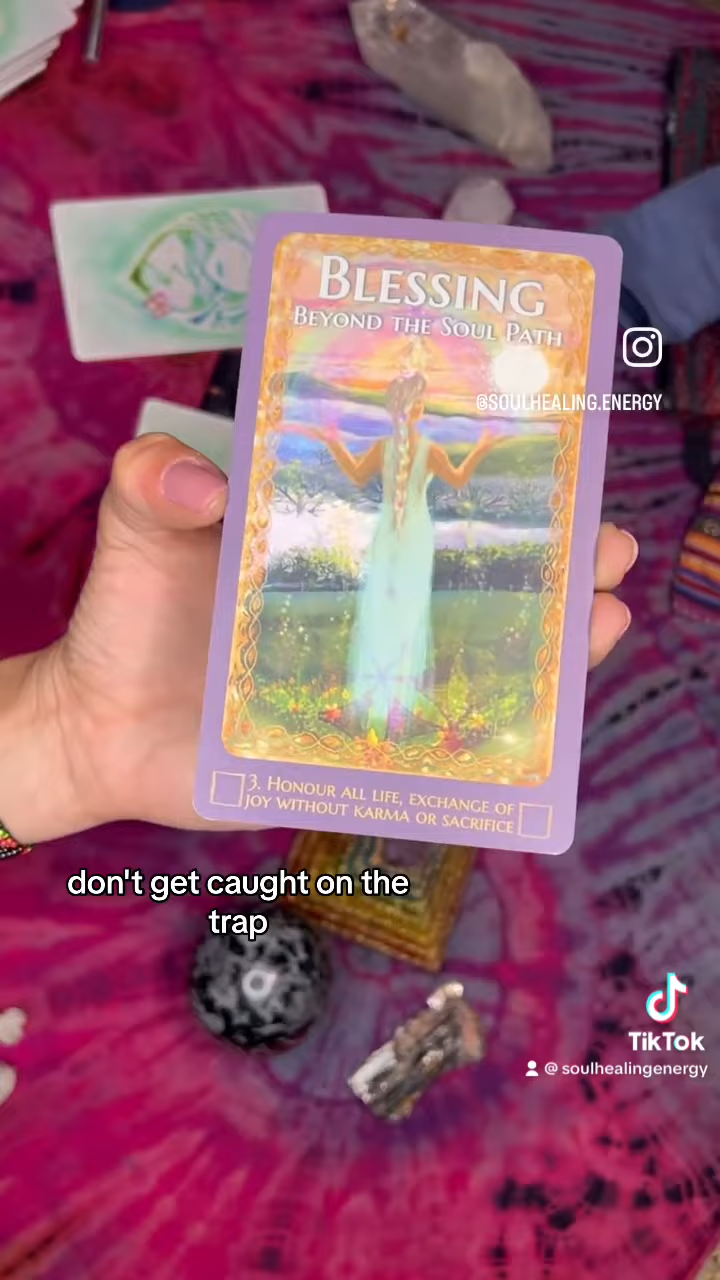 BLESSING
BEYOND THE SOUL PATH
@SOULHEALING.ENERGY
3. HONOUR ALL LIFE, EXCHANGE OF
JOY WITHOUT KARMA OR SACRIFICE
don't get caught on the
trap
TikTok
@ soulhealingenergy